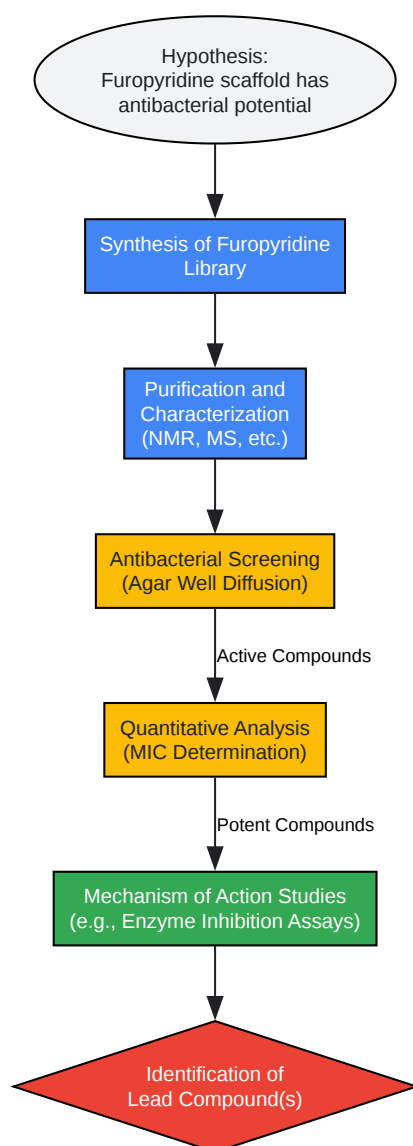 Hypothesis:
Furopyridine scaffold has
antibacterial potential
Synthesis of Furopyridine
Library
Purification and
Characterization
(NMR, MS, etc.)
Antibacterial Screening
(Agar Well Diffusion)
Active Compounds
Quantitative Analysis
(MIC Determination)
Potent Compounds
Mechanism of Action Studies
(e.g., Enzyme Inhibition Assays)
Identification of
Lead Compound(s)